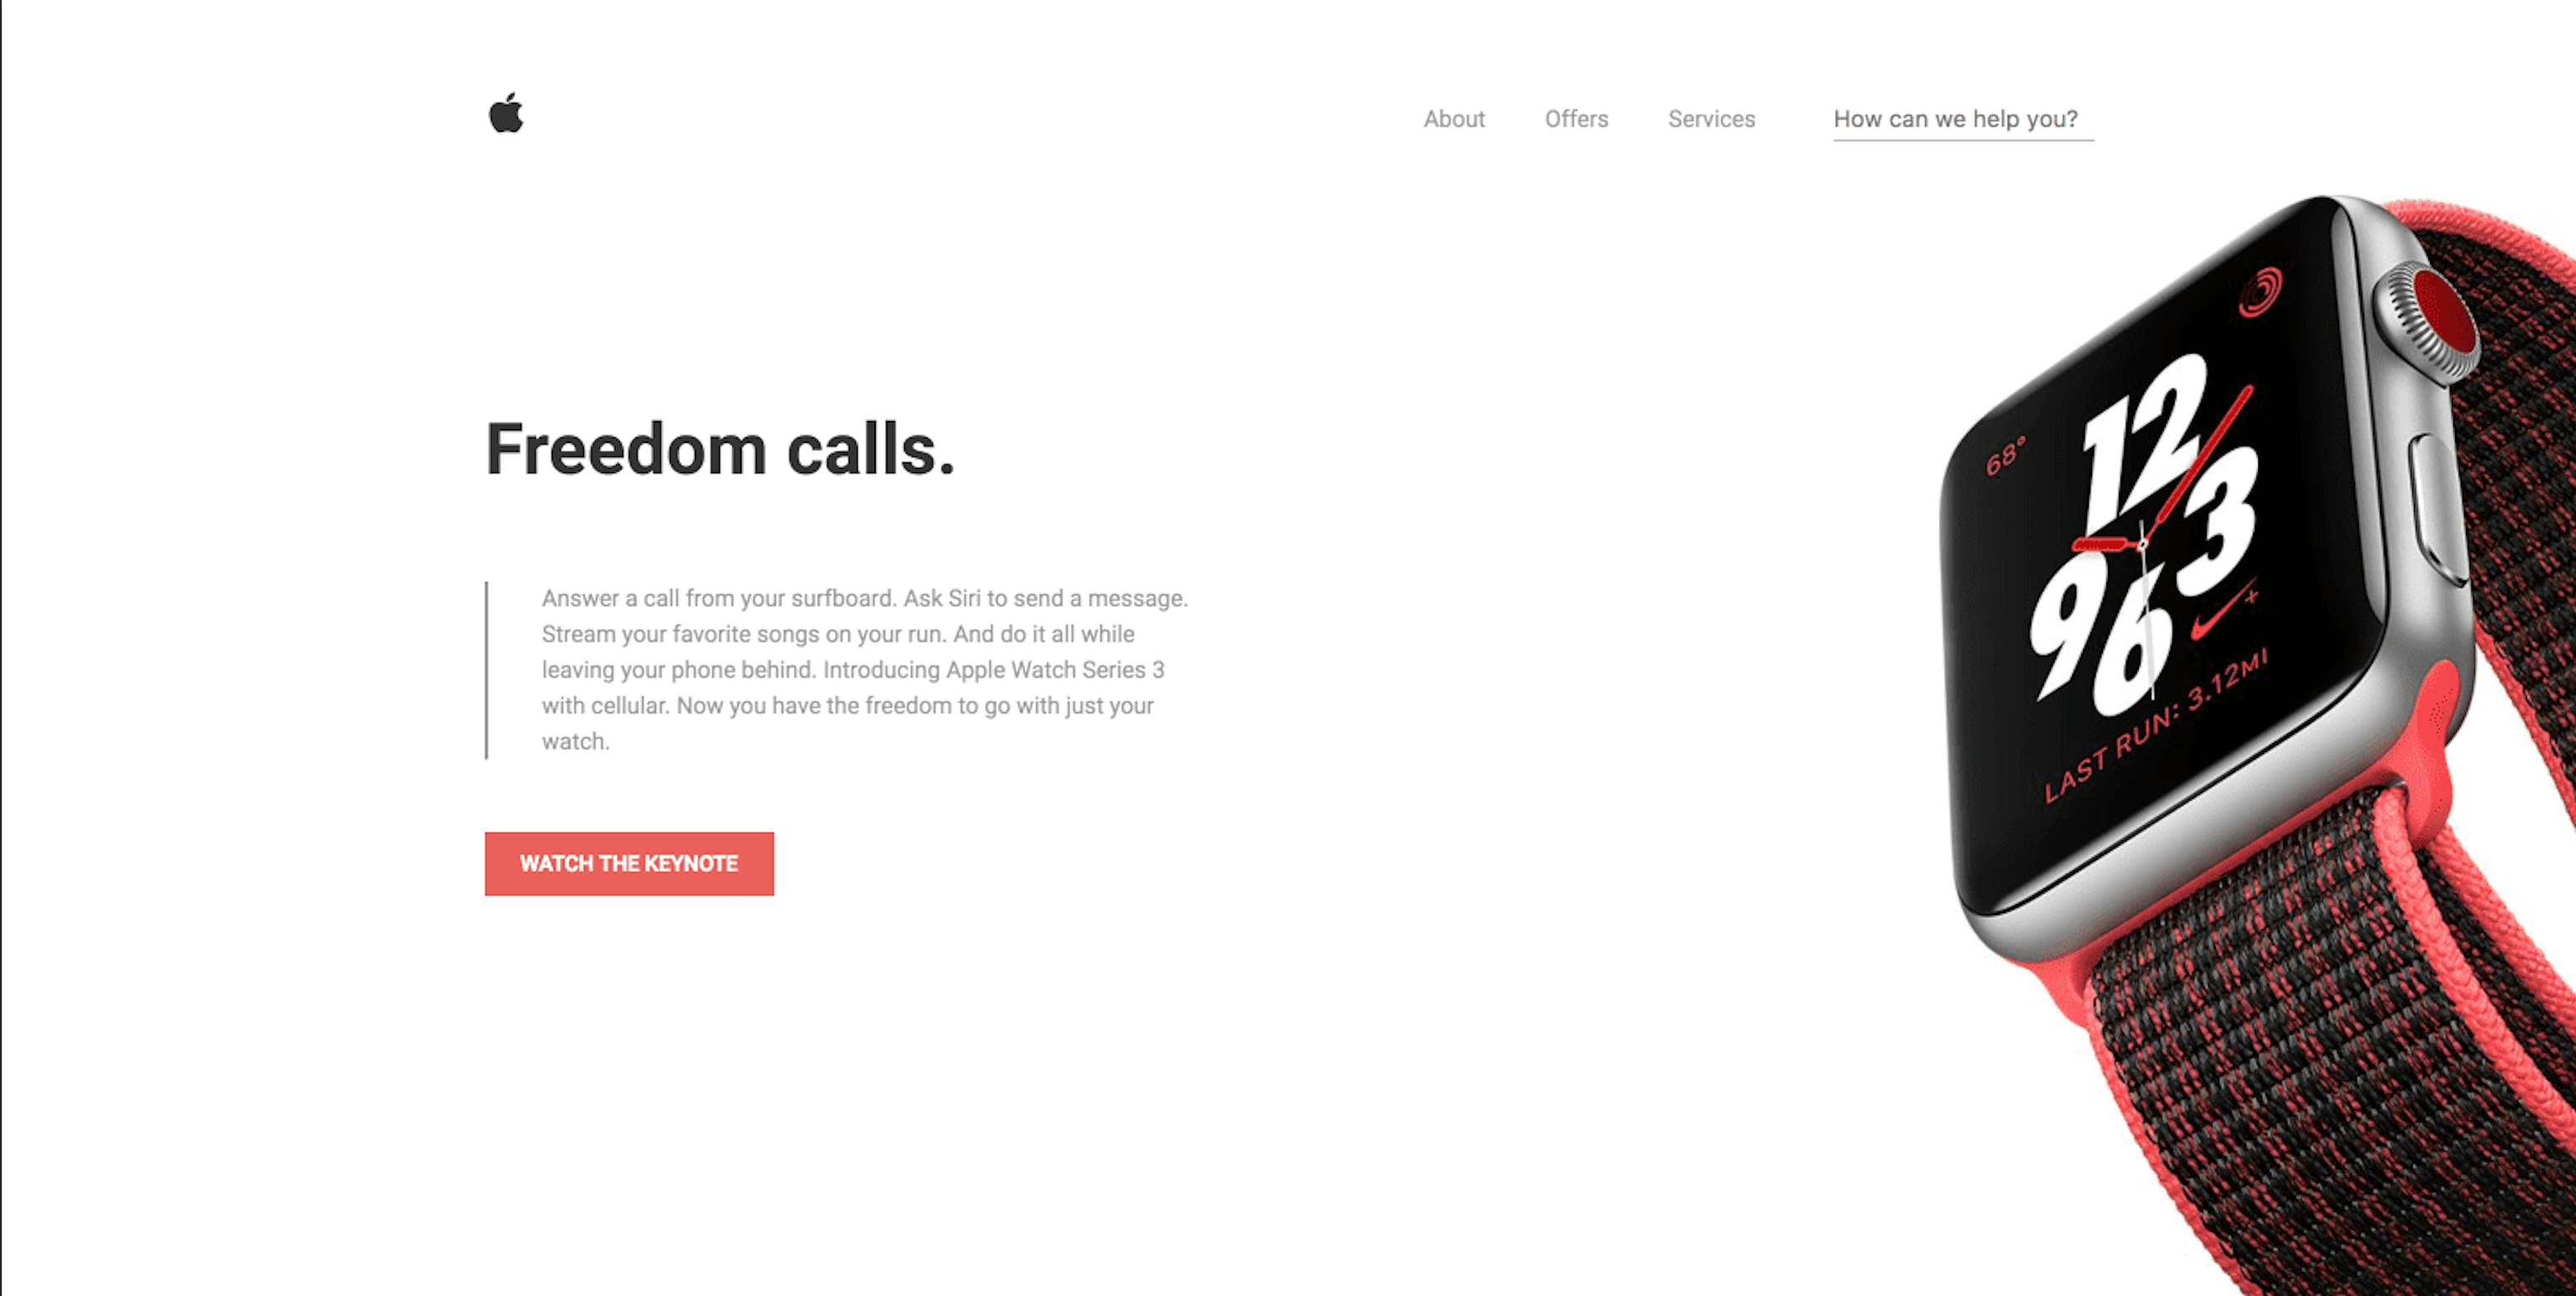 About Offers Services How can we help you?
Freedom calls.
Answer a call from your surfboard. Ask Siri to send a message.
Stream your favorite songs on your run. And do it all while
leaving your phone behind. Introducing Apple Watch Series 3
with cellular. Now you have the freedom to go with just your
watch.
WATCH THE KEYNOTE
68°
12
3
9
6
+
LAST RUN: 3.12MI